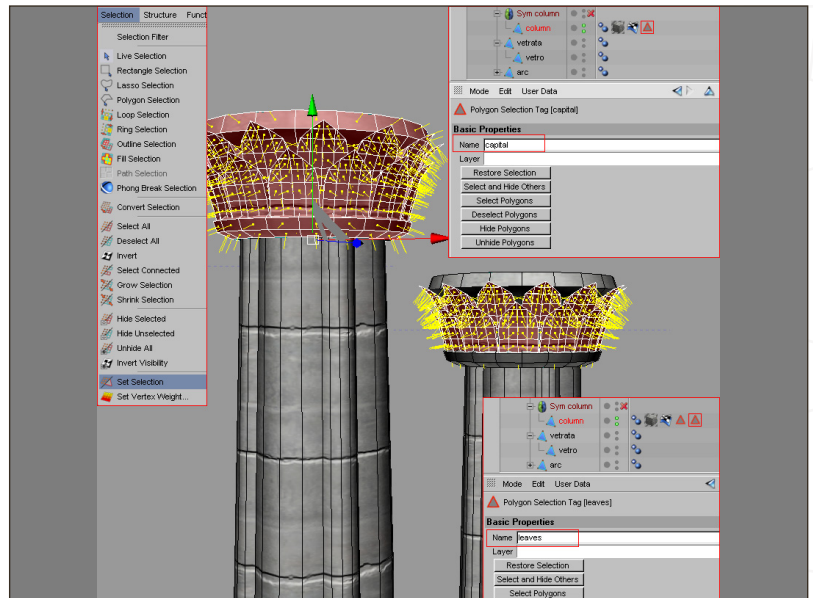 Selection Structure Funct
Selection Filter
Live Selection
Rectangle Selection
Lasso Selection
Polygon Selection
Loop Selection
Ring Selection
Outline Selection
Fill Selection
Path Selection
Phong Break Selection
Convert Selection
Select All
Deselect All
Invert
Select Connected
Grow Selection
Shrink Selection
Hide Selected
Hide Unselected
Unhide All
Invert Visibility
Set Selection
Set Vertex Weight...
Sym column
column
vetrata
vetro
arc
Mode Edit User Data
Polygon Selection Tag [capital]
Basic Properties
Name capital
Layer
Restore Selection
Select and Hide Others
Select Polygons
Deselect Polygons
Hide Polygons
Unhide Polygons
Sym column
column
vetrata
vetro
arc
Mode Edit User Data
Polygon Selection Tag [leaves]
Basic Properties
Name leaves
Layer
Restore Selection
Select and Hide Others
Select Polygons